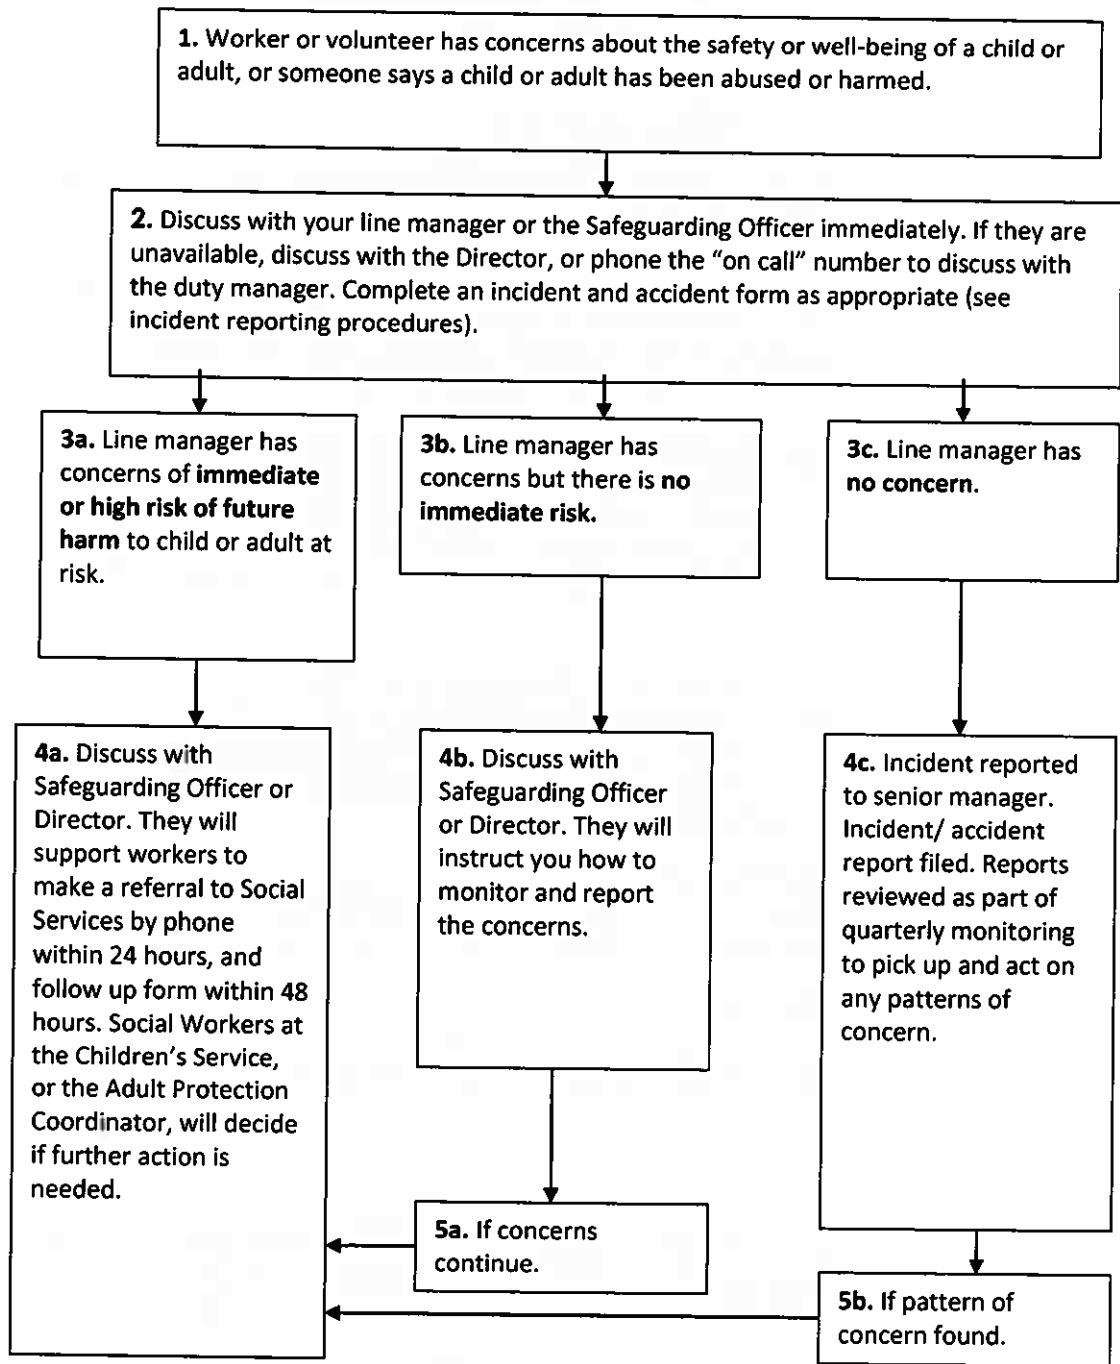 1. Worker or volunteer has concerns about the safety or well-being of a child or
adult, or someone says a child or adult has been abused or harmed.
2. Discuss with your line manager or the Safeguarding Officer immediately. If they are
unavailable, discuss with the Director, or phone the “on call” number to discuss with
the duty manager. Complete an incident and accident form as appropriate (see
incident reporting procedures).
3a. Line manager has
concerns of immediate
or high risk of future
harm to child or adult at
risk.
3b. Line manager has
concerns but there is no
immediate risk.
3c. Line manager has
no concern.
4a. Discuss with
Safeguarding Officer or
Director. They will
support workers to
make a referral to Social
Services by phone
within 24 hours, and
follow up form within 48
hours. Social Workers at
the Children’s Service,
or the Adult Protection
Coordinator, will decide
if further action is
needed.
4b. Discuss with
Safeguarding Officer
or Director. They will
instruct you how to
monitor and report
the concerns.
4c. Incident reported
to senior manager.
Incident/ accident
report filed. Reports
reviewed as part of
quarterly monitoring
to pick up and act on
any patterns of
concern.
5a. If concerns
continue.
5b. If pattern of
concern found.